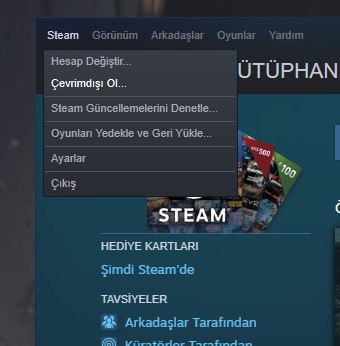 Steam Görünüm Arkadaşlar Oyunlar Yardım
Hesap Değiştir...
Çevrimdışı Ol...
Steam Güncellemelerini Denetle...
Oyunları Yedekle ve Geri Yükle...
Ayarlar
Çıkış
ÜTÜPHAN
500
£100
STEAM
HEDİYE KARTLARI
Şimdi Steam'de
TAVSİYELER
Arkadaşlar Tarafından
Küratörler Tarafından